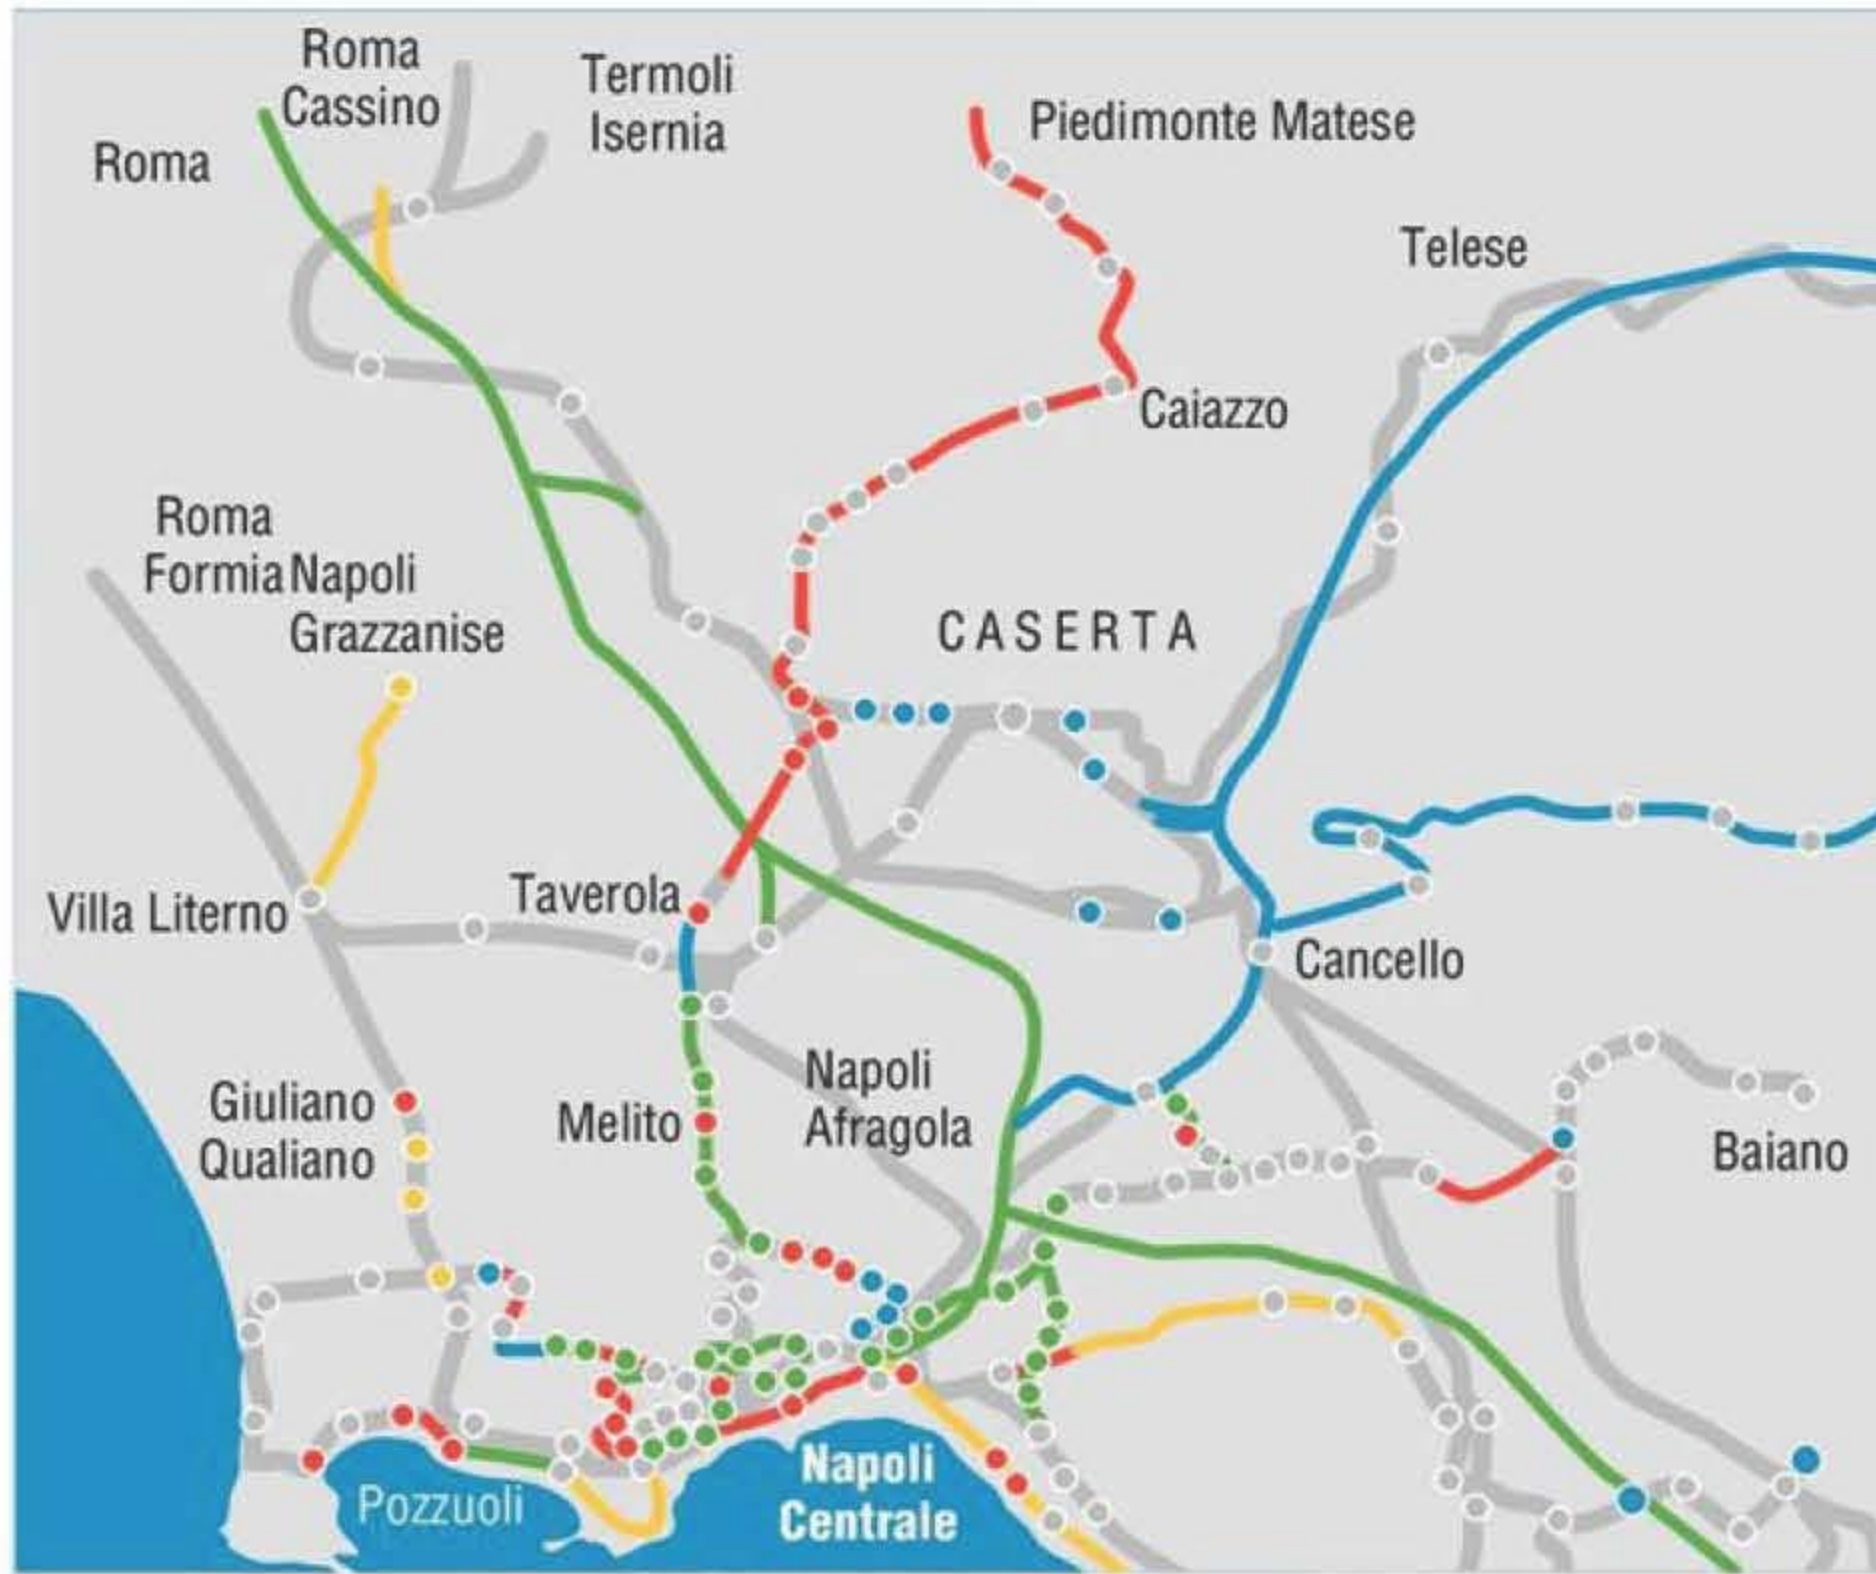 Roma
Cassino
Termoli
Isernia
Roma
Piedimonte Matese
Telese
Caiazzo
Roma
Formia
Napoli
Grazzanise
CASERTA
Villa Literno
Taverola
Cancello
Giuliano
Qualiano
Melito
Napoli
Afragola
Baiano
Pozzuoli
Napoli
Centrale